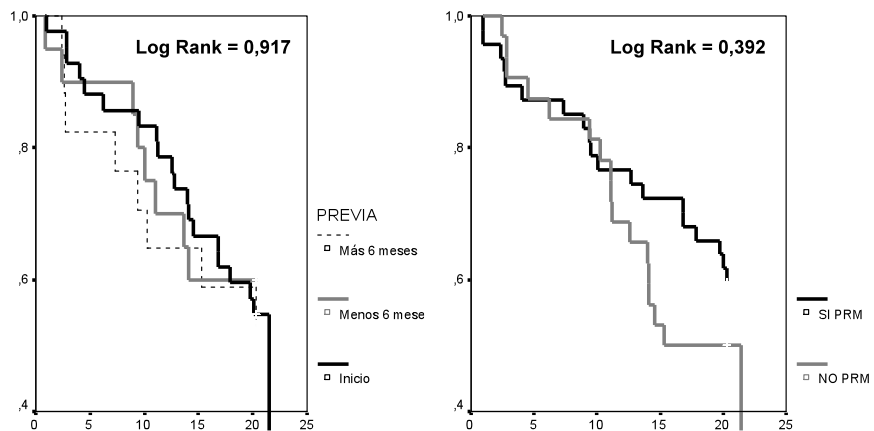 1,0
,8
,6
,4
0 5 10 15 20 25
Log Rank = 0,917
PREVIA
Más 6 meses
Menos 6 mese
Inicio
1,0
,8
,6
,4
0 5 10 15 20 25
Log Rank = 0,392
SI PRM
NO PRM